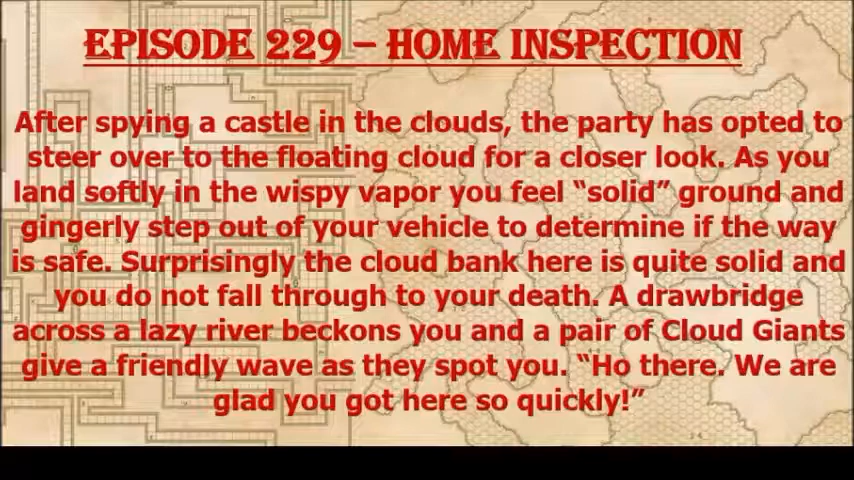 EPISODE 229 – HOME INSPECTION
After spying a castle in the clouds, the party has opted to
steer over to the floating cloud for a closer look. As you
land softly in the wispy vapor you feel “solid” ground and
gingerly step out of your vehicle to determine if the way
is safe. Surprisingly the cloud bank here is quite solid and
you do not fall through to your death. A drawbridge
across a lazy river beckons you and a pair of Cloud Giants
give a friendly wave as they spot you. “Ho there. We are
glad you got here so quickly!”